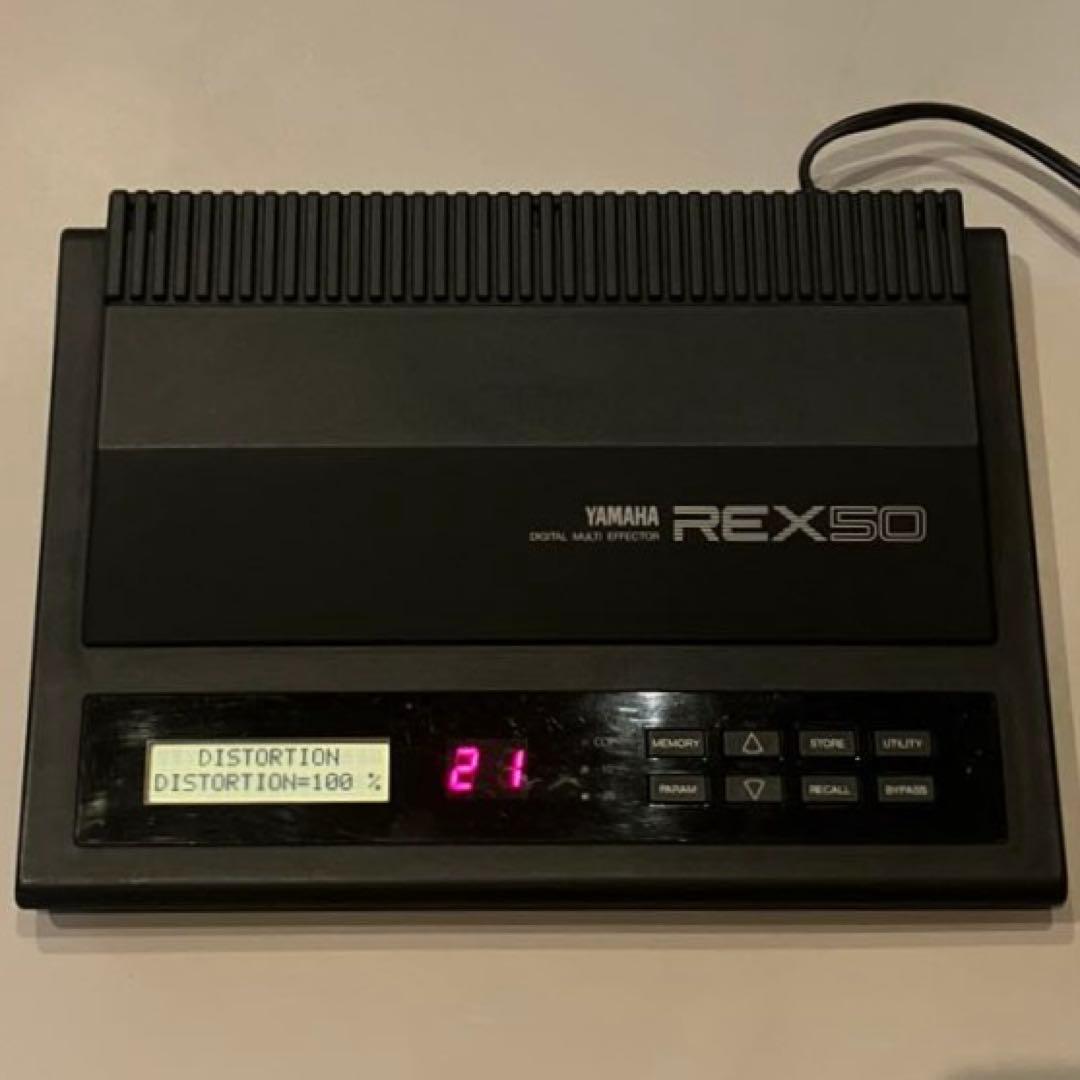 YAMAHA REX50
DIGITAL MULTI EFFECTOR
DISTORTION
DISTORTION=100 %
21
MEMORY
STORE
UTILITY
PARAM
RECALL
BYPASS